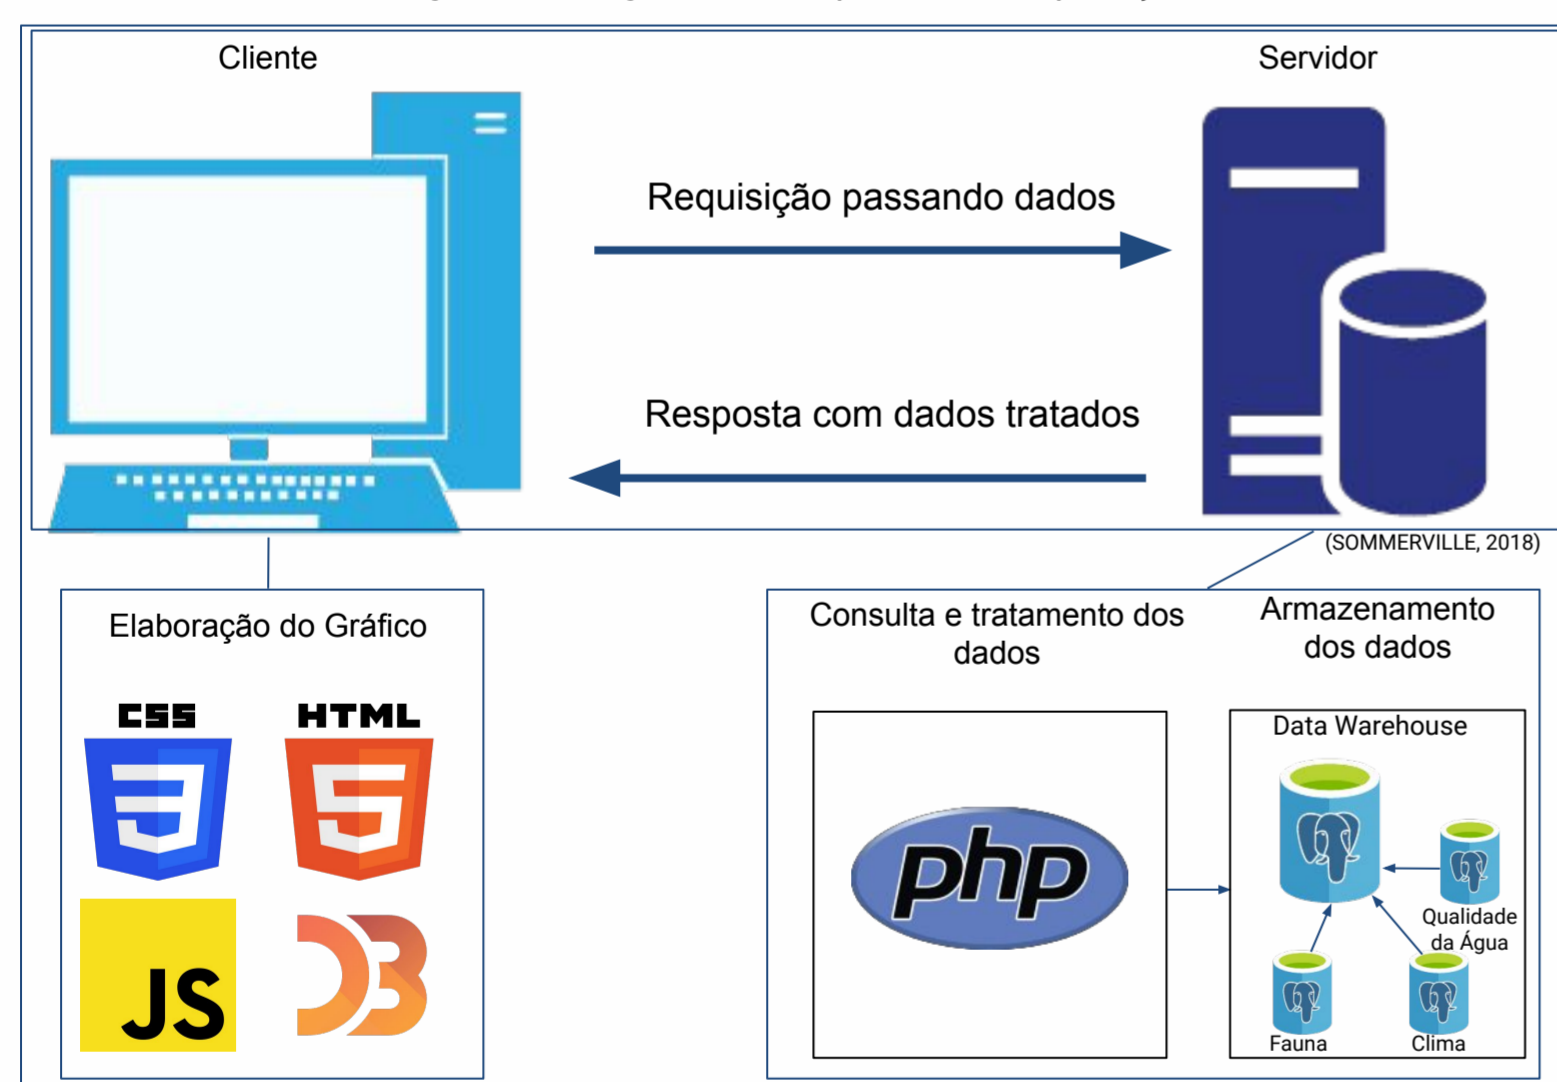 Cliente
Servidor
Requisição passando dados
Resposta com dados tratados
(SOMMERVILLE, 2018)
Elaboração do Gráfico
CSS
HTML
JS
Consulta e tratamento dos
dados
Armazenamento
dos dados
php
Data Warehouse
Qualidade
da Água
Fauna
Clima